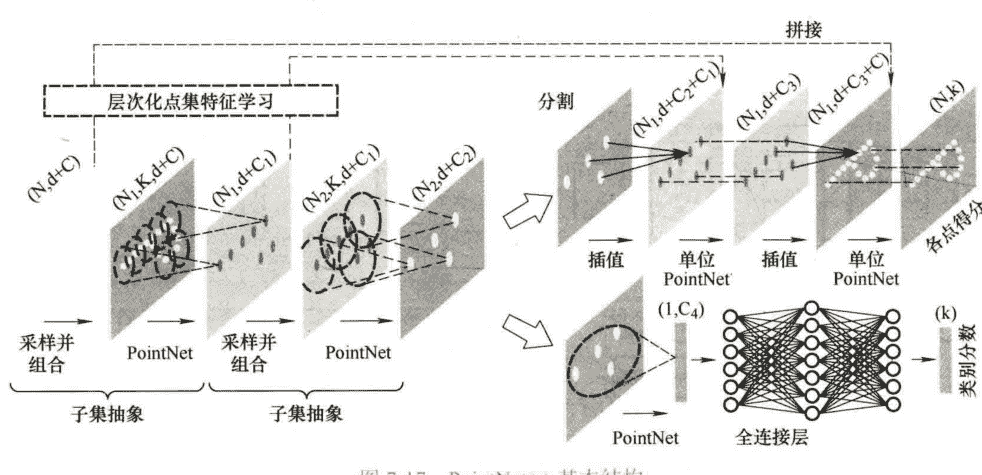 拼接
层次化点集特征学习
分割
(N,d+C)
(N₁,K,d+C)
(N₁,d+C₁)
(N₂,K,d+C₁)
(N₂,d+C₂)
(N₁,d+C₂+C₁)
(N₁,d+C₃)
(N₁,d+C₃+C)
(N,k)
各点得分
插值
单位
PointNet
插值
单位
PointNet
采样并
组合
PointNet
采样并
组合
PointNet
子集抽象
子集抽象
(1,C₄)
PointNet
全连接层
(k)
类别分数